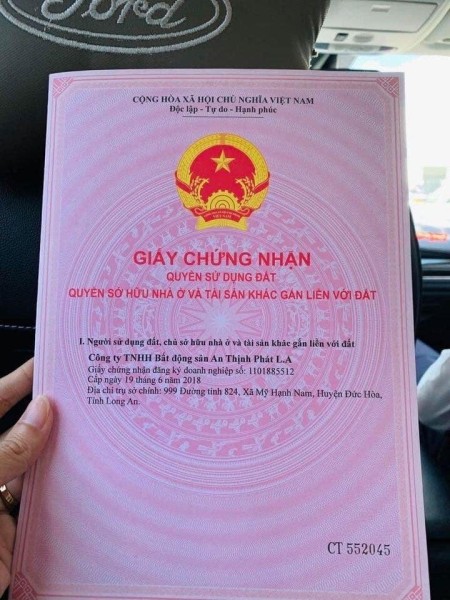 Ford
CỘNG HÒA XÃ HỘI CHỦ NGHĨA VIỆT NAM
Độc lập - Tự do - Hạnh phúc
VIỆT NAM
GIẤY CHỨNG NHẬN
QUYỀN SỬ DỤNG ĐẤT
QUYỀN SỞ HỮU NHÀ Ở VÀ TÀI SẢN KHÁC GẮN LIỀN VỚI ĐẤT
I. Người sử dụng đất, chủ sở hữu nhà ở và tài sản khác gắn liền với đất
Công ty TNHH Bất động sản An Thịnh Phát L.A
Giấy chứng nhận đăng ký doanh nghiệp số: 1101885512
Cấp ngày 19 tháng 6 năm 2018
Địa chỉ trụ sở chính: 999 Đường tỉnh 824, Xã Mỹ Hạnh Nam, Huyện Đức Hòa,
Tỉnh Long An.
CT 552045